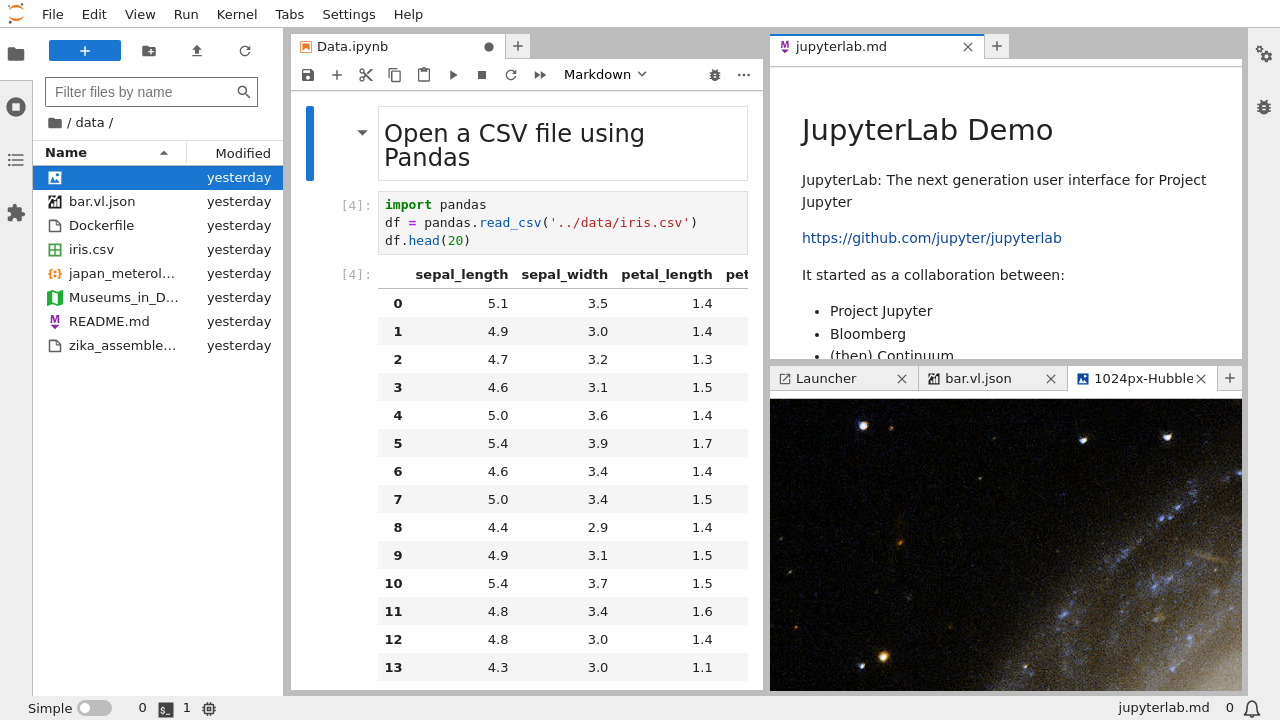 File Edit View Run Kernel Tabs Settings Help
Filter files by name
/ data /
Name Modified
yesterday
bar.vl.json yesterday
Dockerfile yesterday
iris.csv yesterday
japan_meterol… yesterday
Museums_in_D… yesterday
README.md yesterday
zika_assemble… yesterday
Data.ipynb
Markdown
Open a CSV file using
Pandas
[4]: import pandas
df = pandas.read_csv('../data/iris.csv')
df.head(20)
[4]: sepal_length sepal_width petal_length pet
0 5.1 3.5 1.4
1 4.9 3.0 1.4
2 4.7 3.2 1.3
3 4.6 3.1 1.5
4 5.0 3.6 1.4
5 5.4 3.9 1.7
6 4.6 3.4 1.4
7 5.0 3.4 1.5
8 4.4 2.9 1.4
9 4.9 3.1 1.5
10 5.4 3.7 1.5
11 4.8 3.4 1.6
12 4.8 3.0 1.4
13 4.3 3.0 1.1
jupyterlab.md
JupyterLab Demo
JupyterLab: The next generation user interface for Project
Jupyter
https://github.com/jupyter/jupyterlab
It started as a collaboration between:
• Project Jupyter
• Bloomberg
• (then) Continuum
Launcher bar.vl.json 1024px-Hubble
Simple 0 1 jupyterlab.md 0